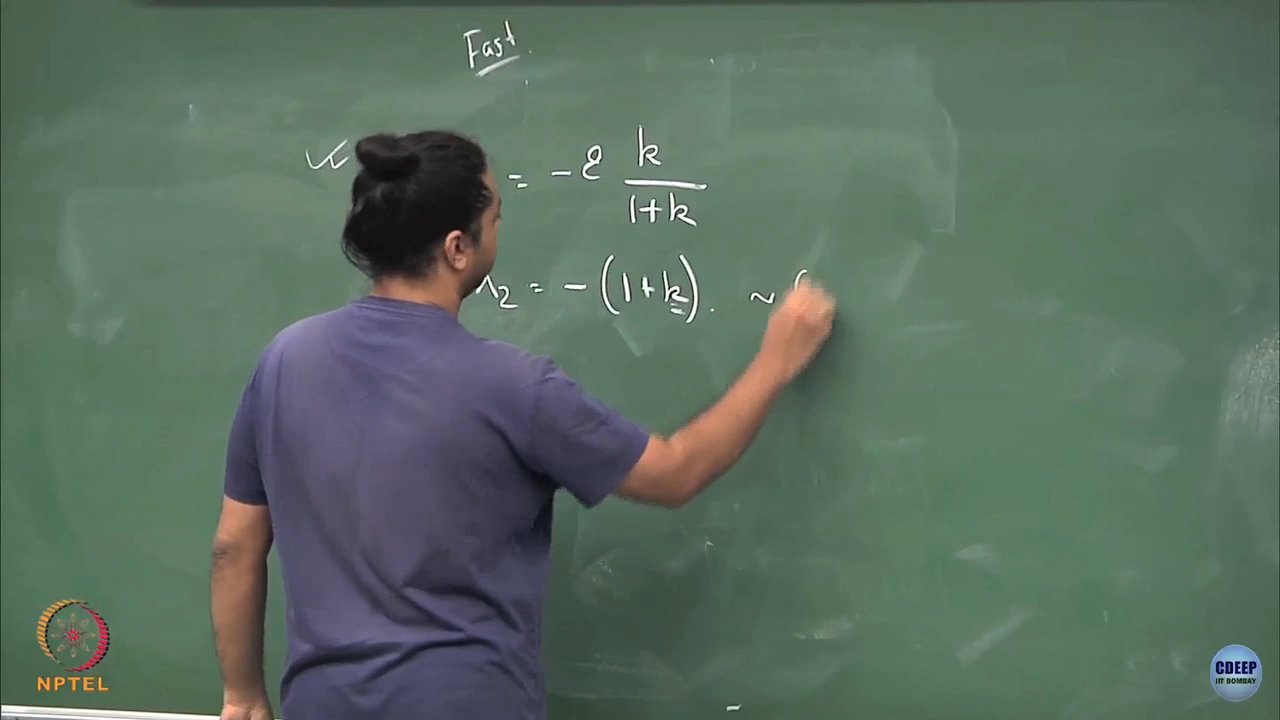 Fast.
= -ε k/(1+k)
λ₂ = -(1+k). ~
NPTEL
CDEEP
IIT BOMBAY